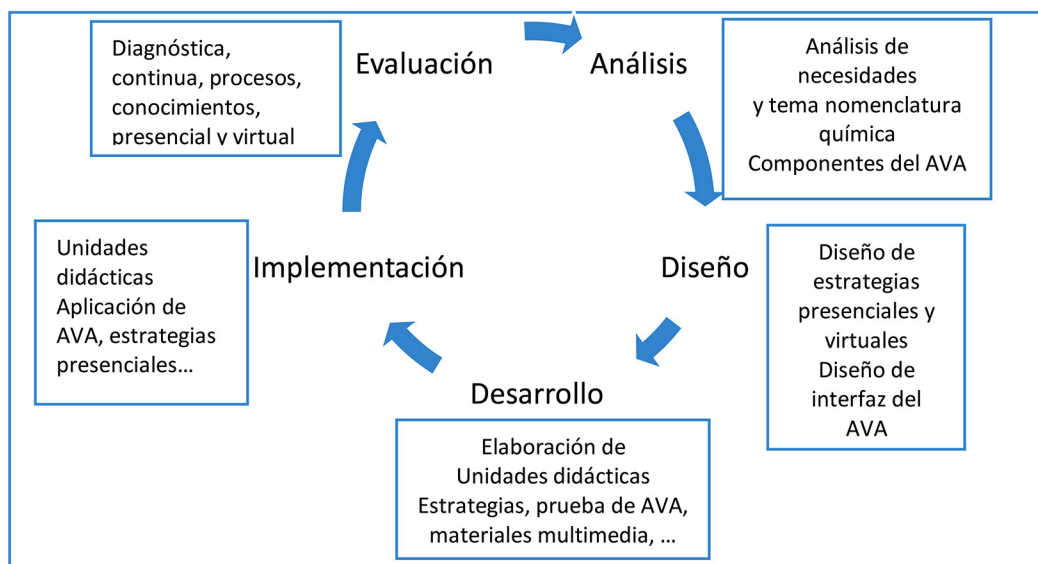 Evaluación
Diagnóstica,
continua, procesos,
conocimientos,
presencial y virtual
Análisis
Análisis de
necesidades
y tema nomenclatura
química
Componentes del AVA
Diseño
Diseño de
estrategias
presenciales y
virtuales
Diseño de
interfaz del
AVA
Desarrollo
Elaboración de
Unidades didácticas
Estrategias, prueba de AVA,
materiales multimedia, ...
Implementación
Unidades
didácticas
Aplicación de
AVA, estrategias
presenciales...